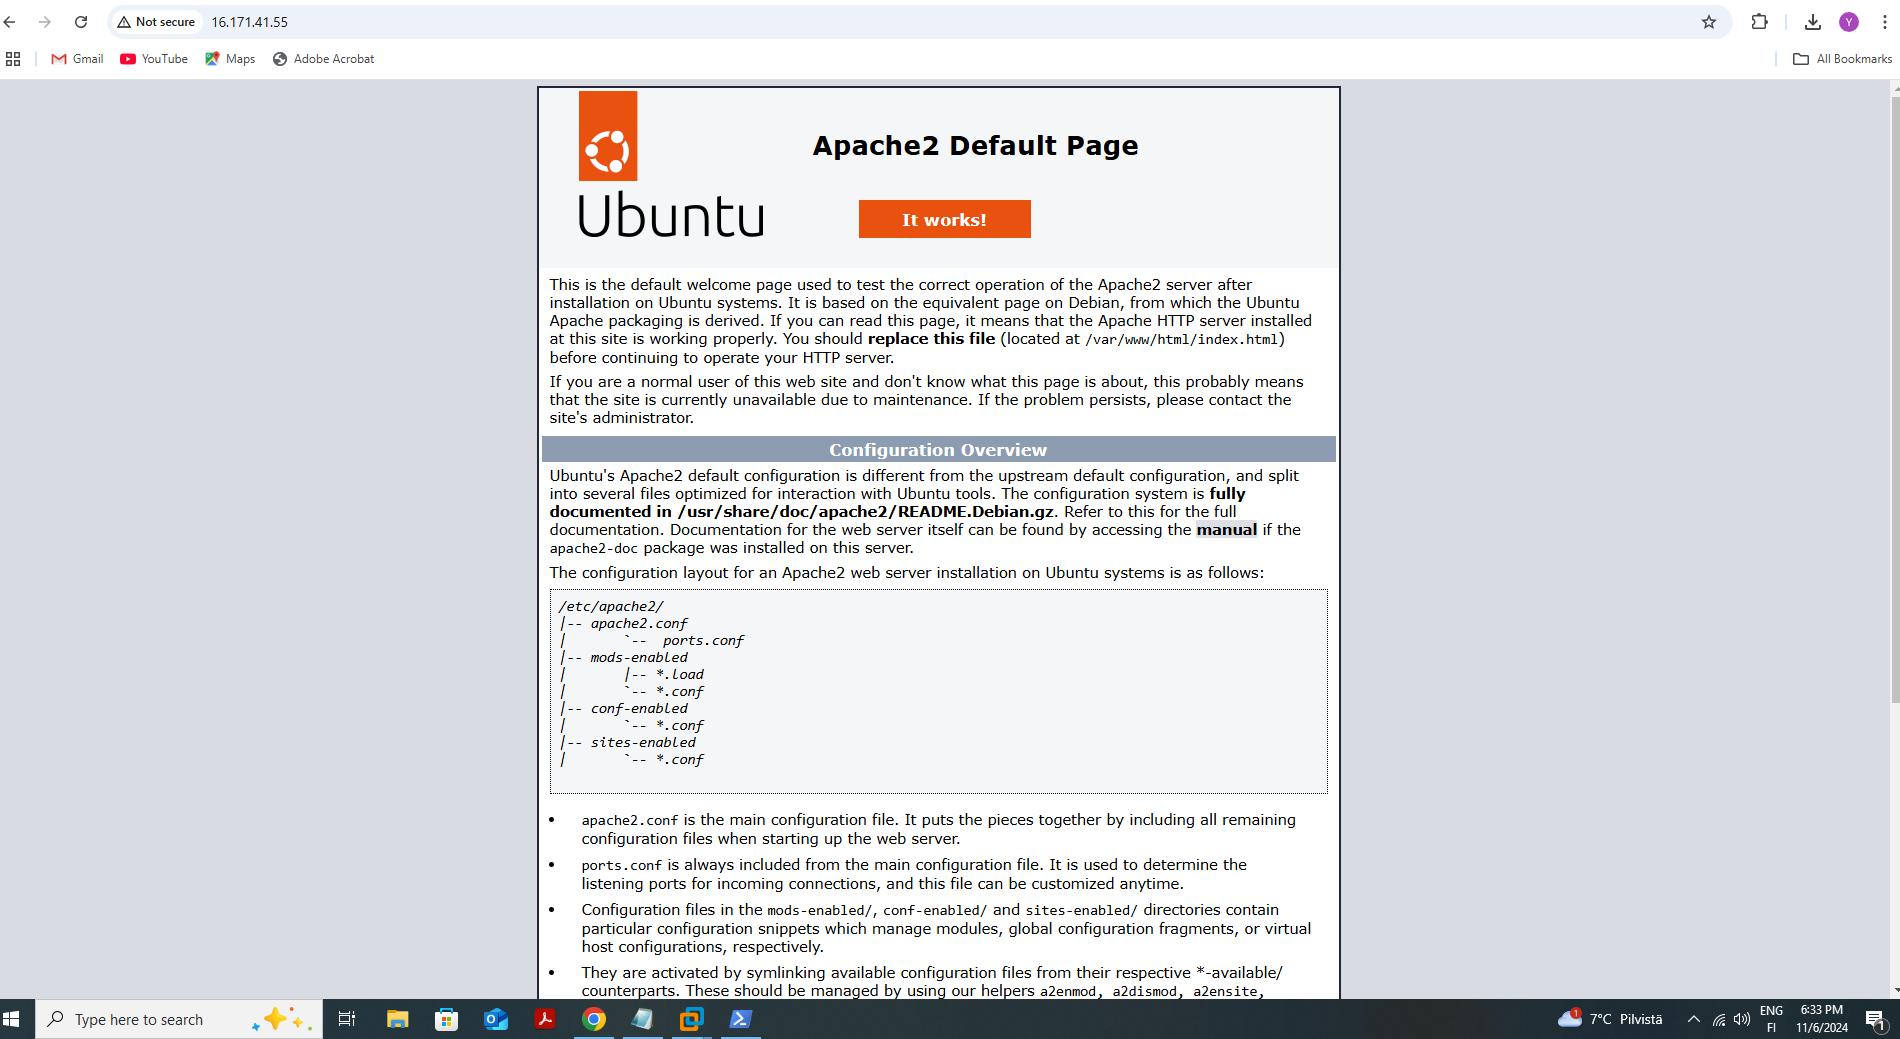 Not secure 16.171.41.55 Y
Gmail YouTube Maps Adobe Acrobat All Bookmarks
Ubuntu
Apache2 Default Page
It works!
This is the default welcome page used to test the correct operation of the Apache2 server after
installation on Ubuntu systems. It is based on the equivalent page on Debian, from which the Ubuntu
Apache packaging is derived. If you can read this page, it means that the Apache HTTP server installed
at this site is working properly. You should replace this file (located at /var/www/html/index.html)
before continuing to operate your HTTP server.
If you are a normal user of this web site and don't know what this page is about, this probably means
that the site is currently unavailable due to maintenance. If the problem persists, please contact the
site's administrator.
Configuration Overview
Ubuntu's Apache2 default configuration is different from the upstream default configuration, and split
into several files optimized for interaction with Ubuntu tools. The configuration system is fully
documented in /usr/share/doc/apache2/README.Debian.gz. Refer to this for the full
documentation. Documentation for the web server itself can be found by accessing the manual if the
apache2-doc package was installed on this server.
The configuration layout for an Apache2 web server installation on Ubuntu systems is as follows:
/etc/apache2/
|-- apache2.conf
|       `--  ports.conf
|-- mods-enabled
|       |-- *.load
|       `-- *.conf
|-- conf-enabled
|       `-- *.conf
|-- sites-enabled
|       `-- *.conf
• apache2.conf is the main configuration file. It puts the pieces together by including all remaining
configuration files when starting up the web server.
• ports.conf is always included from the main configuration file. It is used to determine the
listening ports for incoming connections, and this file can be customized anytime.
• Configuration files in the mods-enabled/, conf-enabled/ and sites-enabled/ directories contain
particular configuration snippets which manage modules, global configuration fragments, or virtual
host configurations, respectively.
• They are activated by symlinking available configuration files from their respective *-available/
counterparts. These should be managed by using our helpers a2enmod, a2dismod, a2ensite,
Type here to search
1 7°C Pilvistä
ENG
FI
6:33 PM
11/6/2024
1